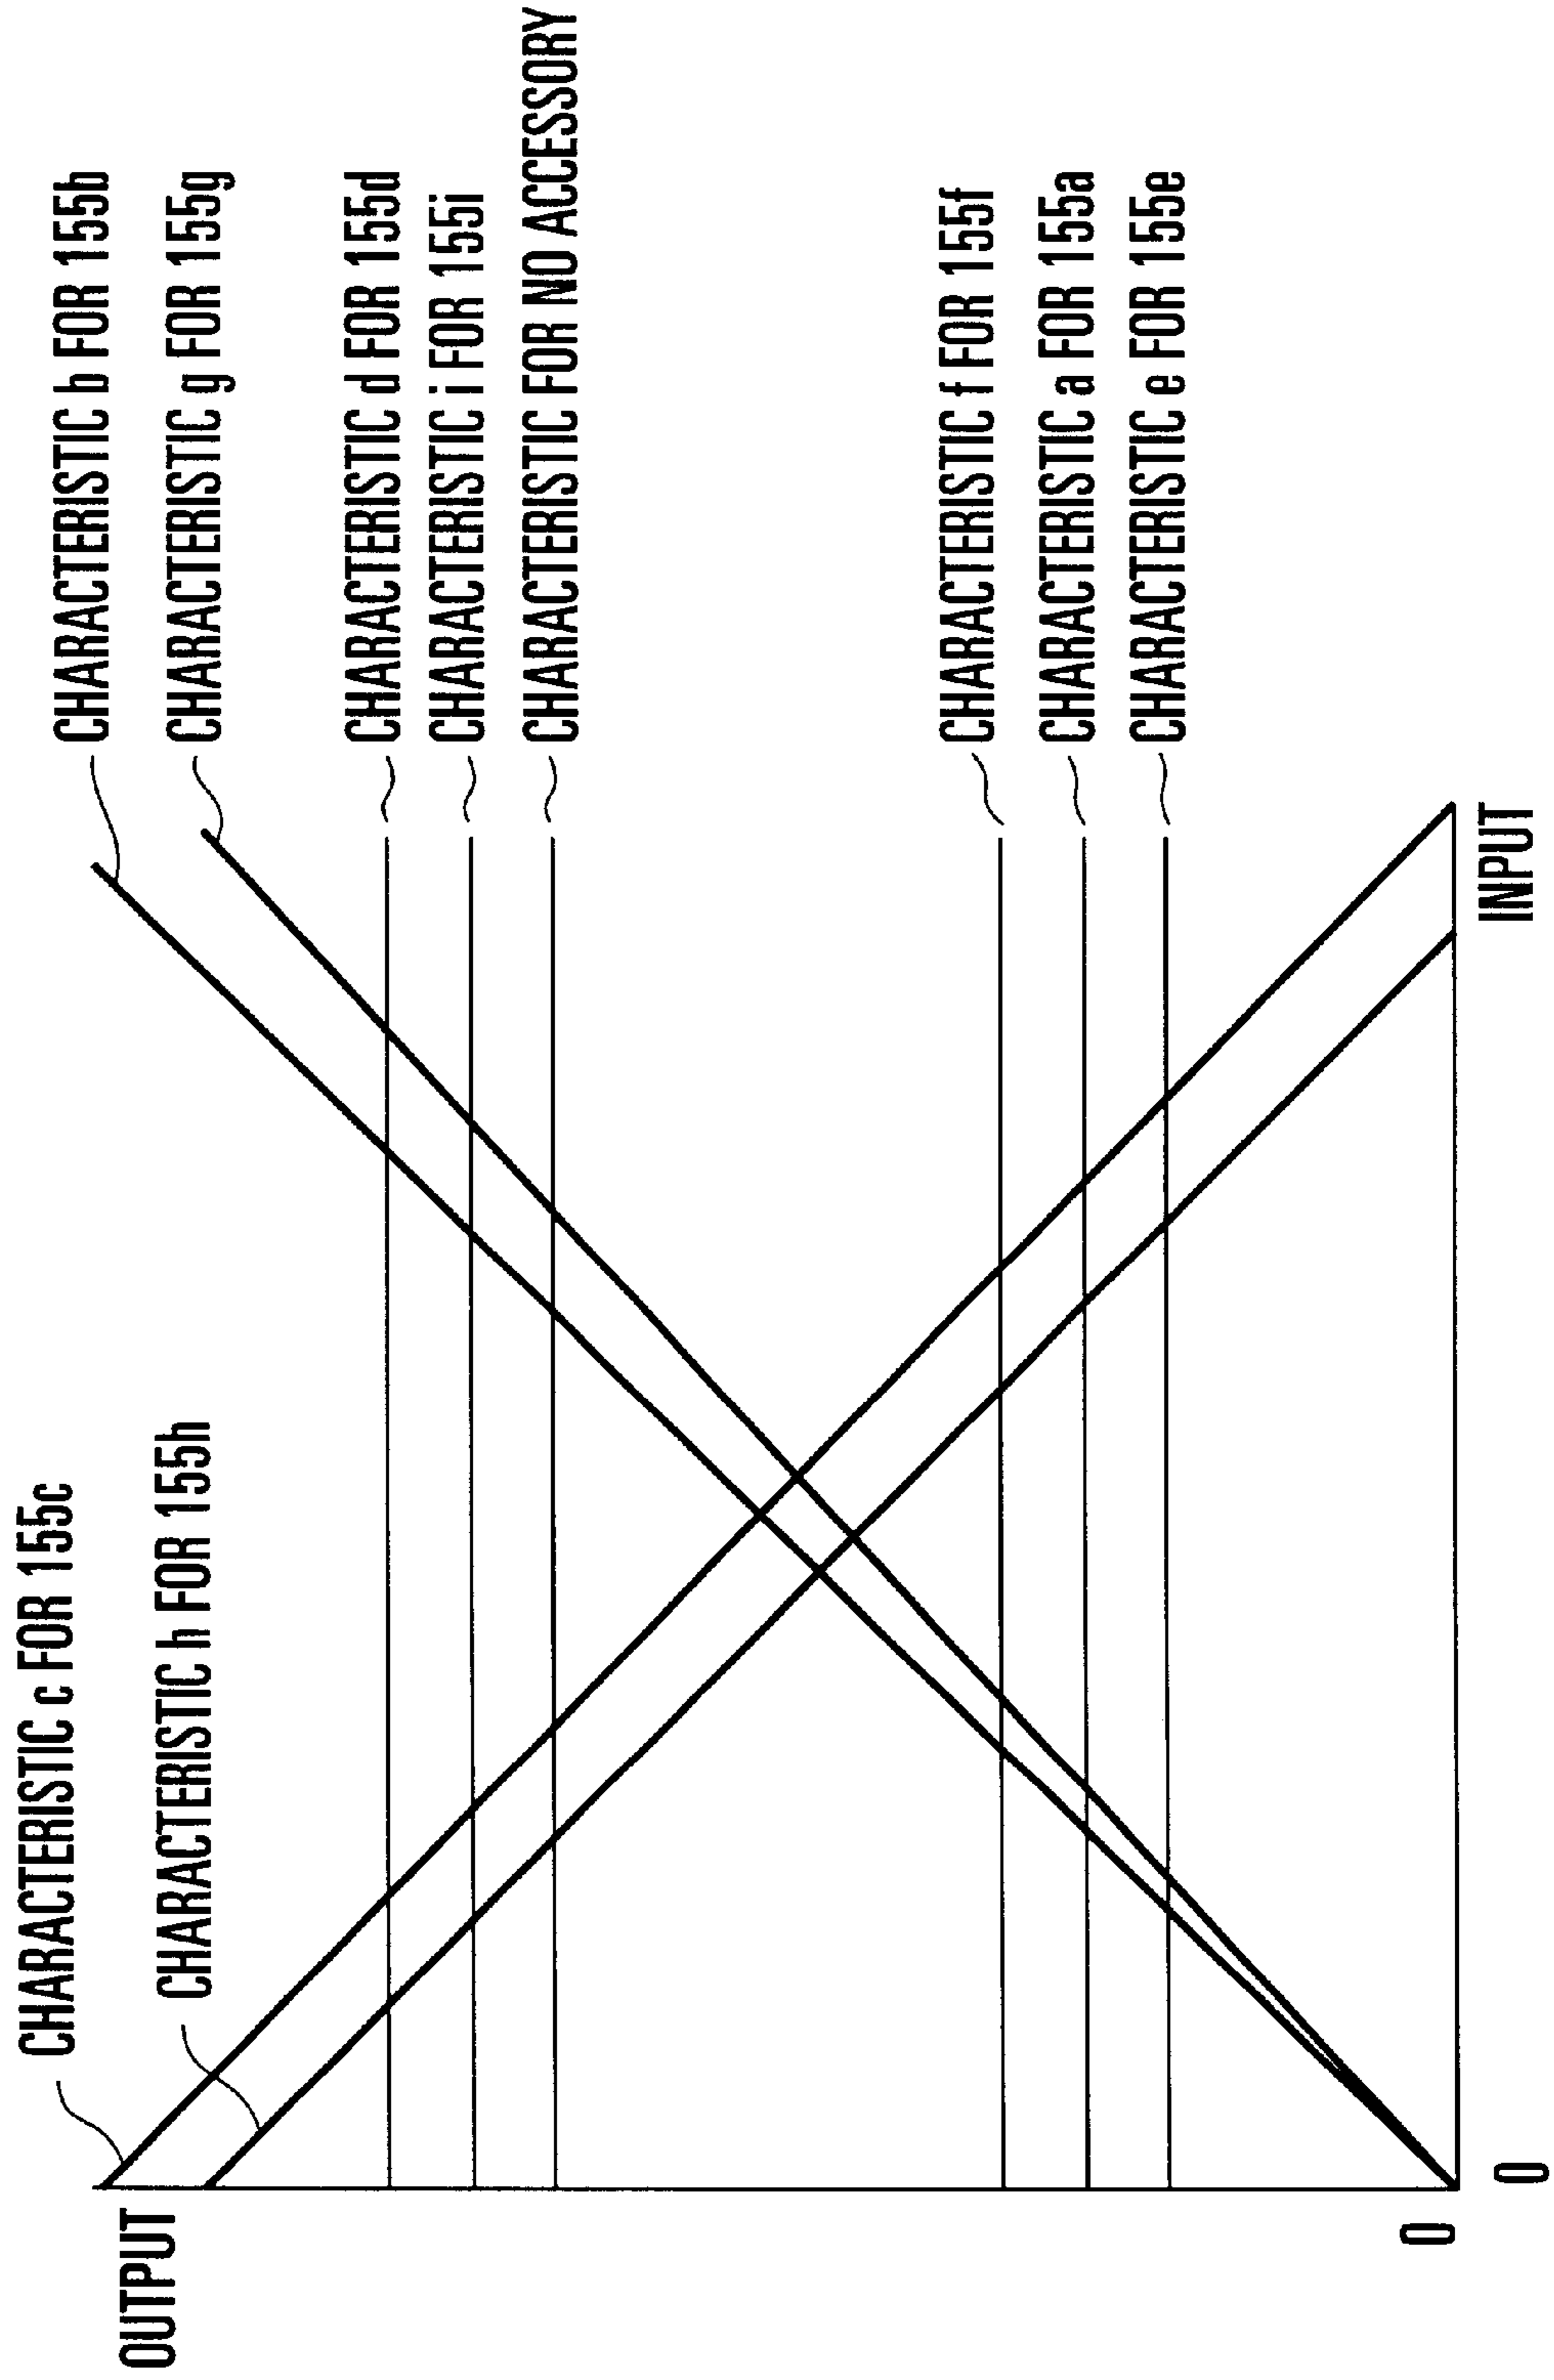 CHARACTERISTIC c FOR 155c
OUTPUT
CHARACTERISTIC h FOR 155h
CHARACTERISTIC b FOR 155b
CHARACTERISTIC g FOR 155g
CHARACTERISTIC d FOR 155d
CHARACTERISTIC i FOR 155i
CHARACTERISTIC FOR NO ACCESSORY
CHARACTERISTIC f FOR 155f
CHARACTERISTIC a FOR 155a
CHARACTERISTIC e FOR 155e
0
0
INPUT